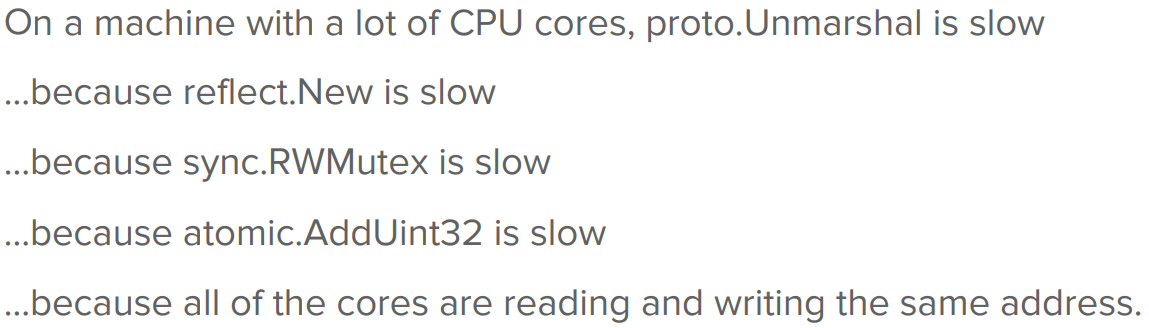 On a machine with a lot of CPU cores, proto.Unmarshal is slow
...because reflect.New is slow
...because sync.RWMutex is slow
...because atomic.AddUint32 is slow
...because all of the cores are reading and writing the same address.